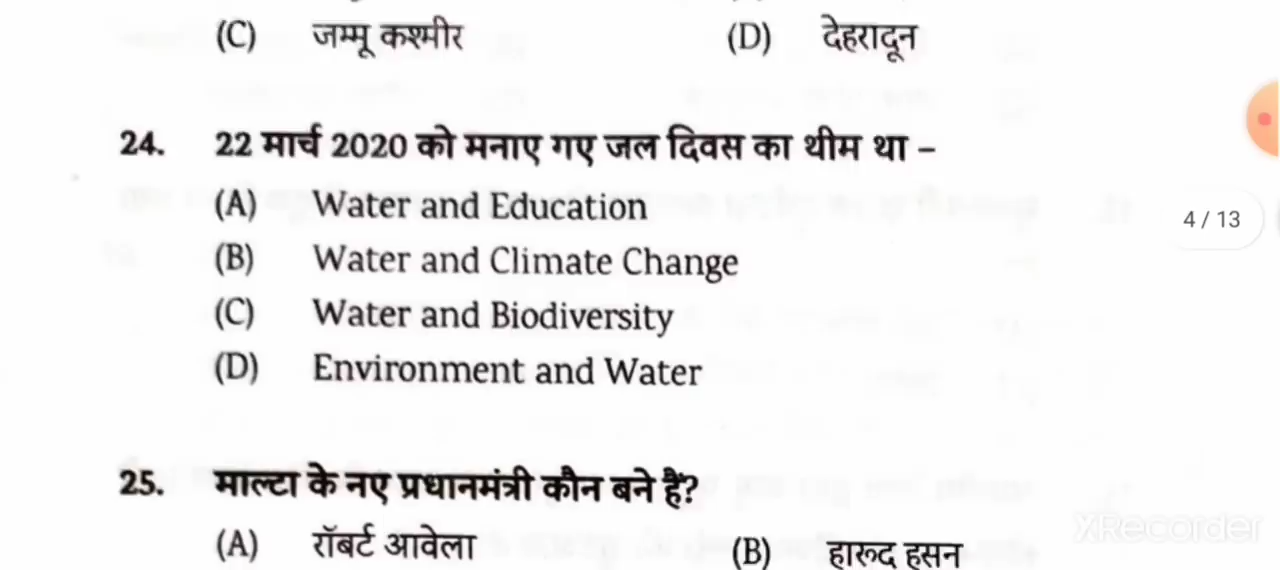 (C) जम्मू कश्मीर (D) देहरादून
24. 22 मार्च 2020 को मनाए गए जल दिवस का थीम था –
(A) Water and Education
4 / 13
(B) Water and Climate Change
(C) Water and Biodiversity
(D) Environment and Water
25. माल्टा के नए प्रधानमंत्री कौन बने हैं?
XRecorder
(A) रॉबर्ट आवेला (B) हारूद हसन